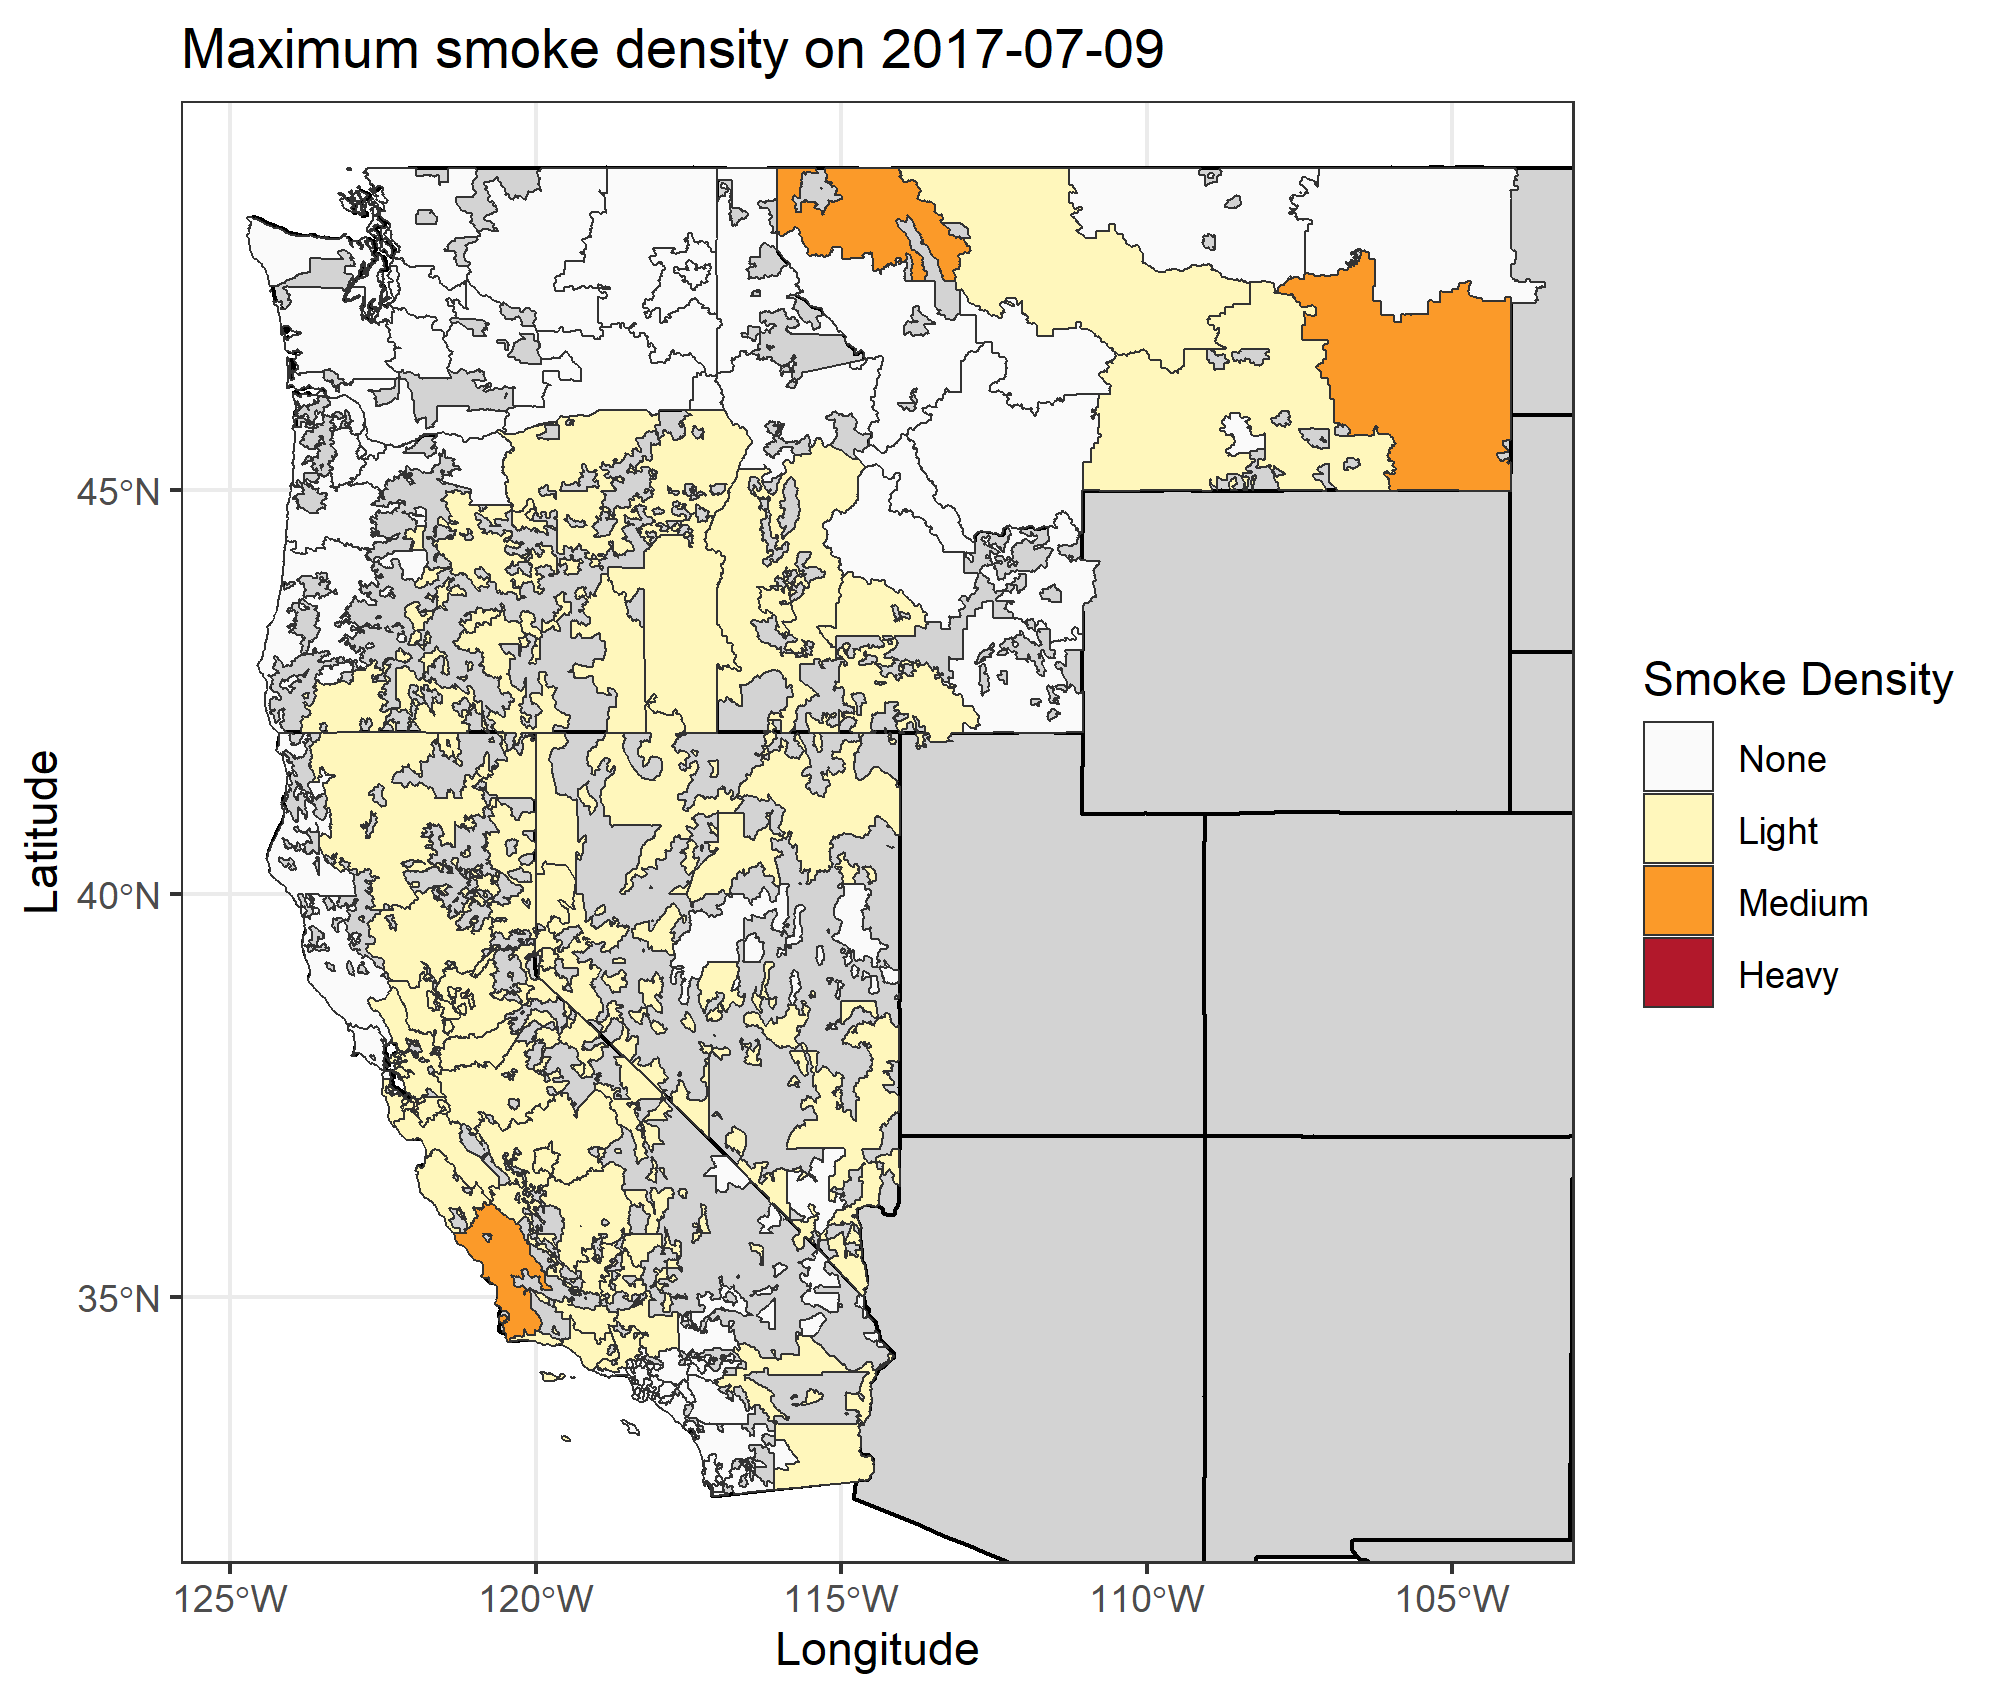 Maximum smoke density on 2017-07-09
45°N
40°N
35°N
Latitude
125°W
120°W
115°W
110°W
105°W
Longitude
Smoke Density
None
Light
Medium
Heavy